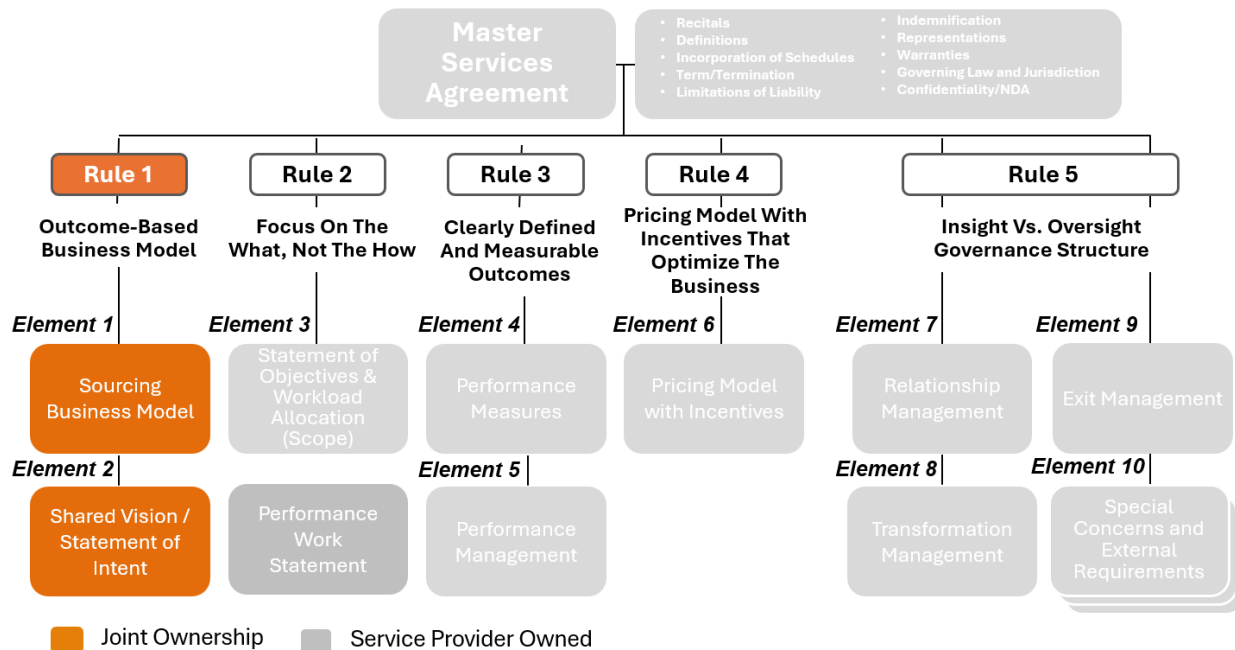 Master
Services
Agreement
• Recitals
• Definitions
• Incorporation of Schedules
• Term/Termination
• Limitations of Liability
• Indemnification
• Representations
• Warranties
• Governing Law and Jurisdiction
• Confidentiality/NDA
Rule 1
Rule 2
Rule 3
Rule 4
Rule 5
Outcome-Based
Business Model
Focus On The
What, Not The How
Clearly Defined
And Measurable
Outcomes
Pricing Model With
Incentives That
Optimize The
Business
Insight Vs. Oversight
Governance Structure
Element 1
Element 3
Element 4
Element 6
Element 7
Element 9
Sourcing
Business Model
Statement of
Objectives &
Workload
Allocation
(Scope)
Performance
Measures
Pricing Model
with Incentives
Relationship
Management
Exit Management
Element 2
Element 5
Element 8
Element 10
Shared Vision /
Statement of
Intent
Performance
Work
Statement
Performance
Management
Transformation
Management
Special
Concerns and
External
Requirements
Joint Ownership
Service Provider Owned